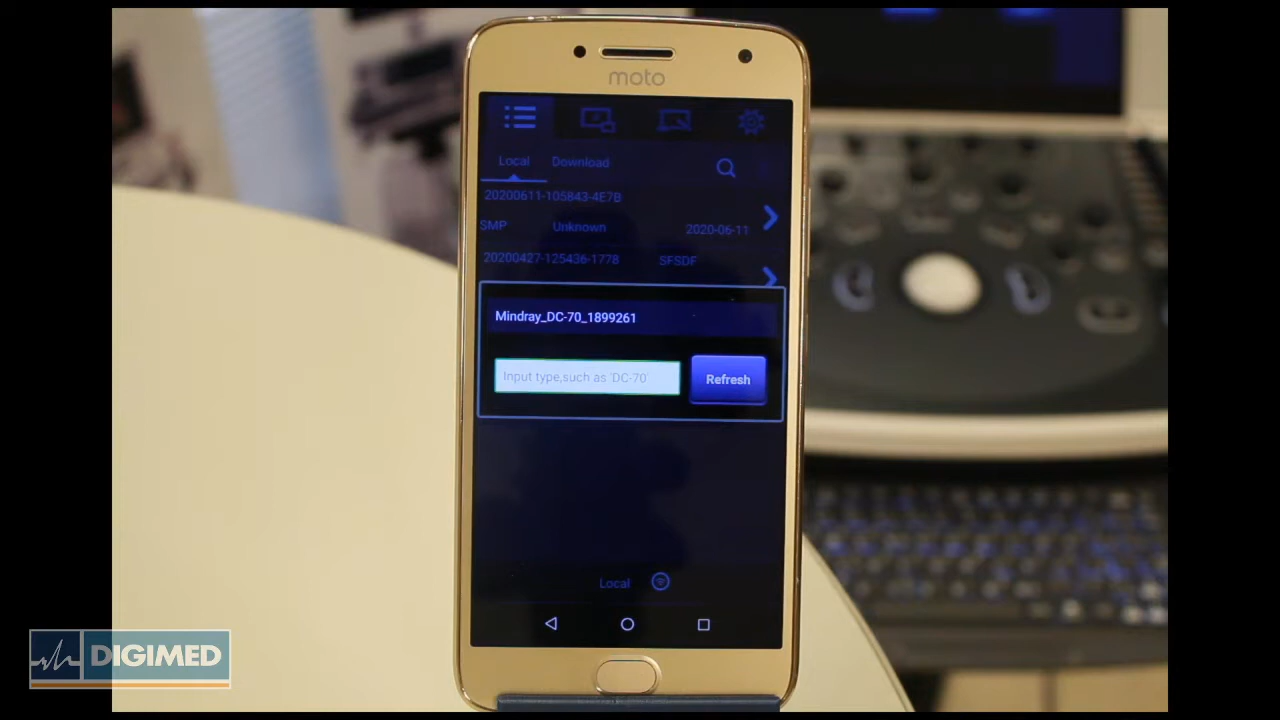 moto
Local Download
20200611-105843-4E7B
SMP Unknown 2020-06-11
20200427-125436-1778 SFSDF
Mindray_DC-70_1899261
Input type,such as 'DC-70'
Refresh
Local
DIGIMED